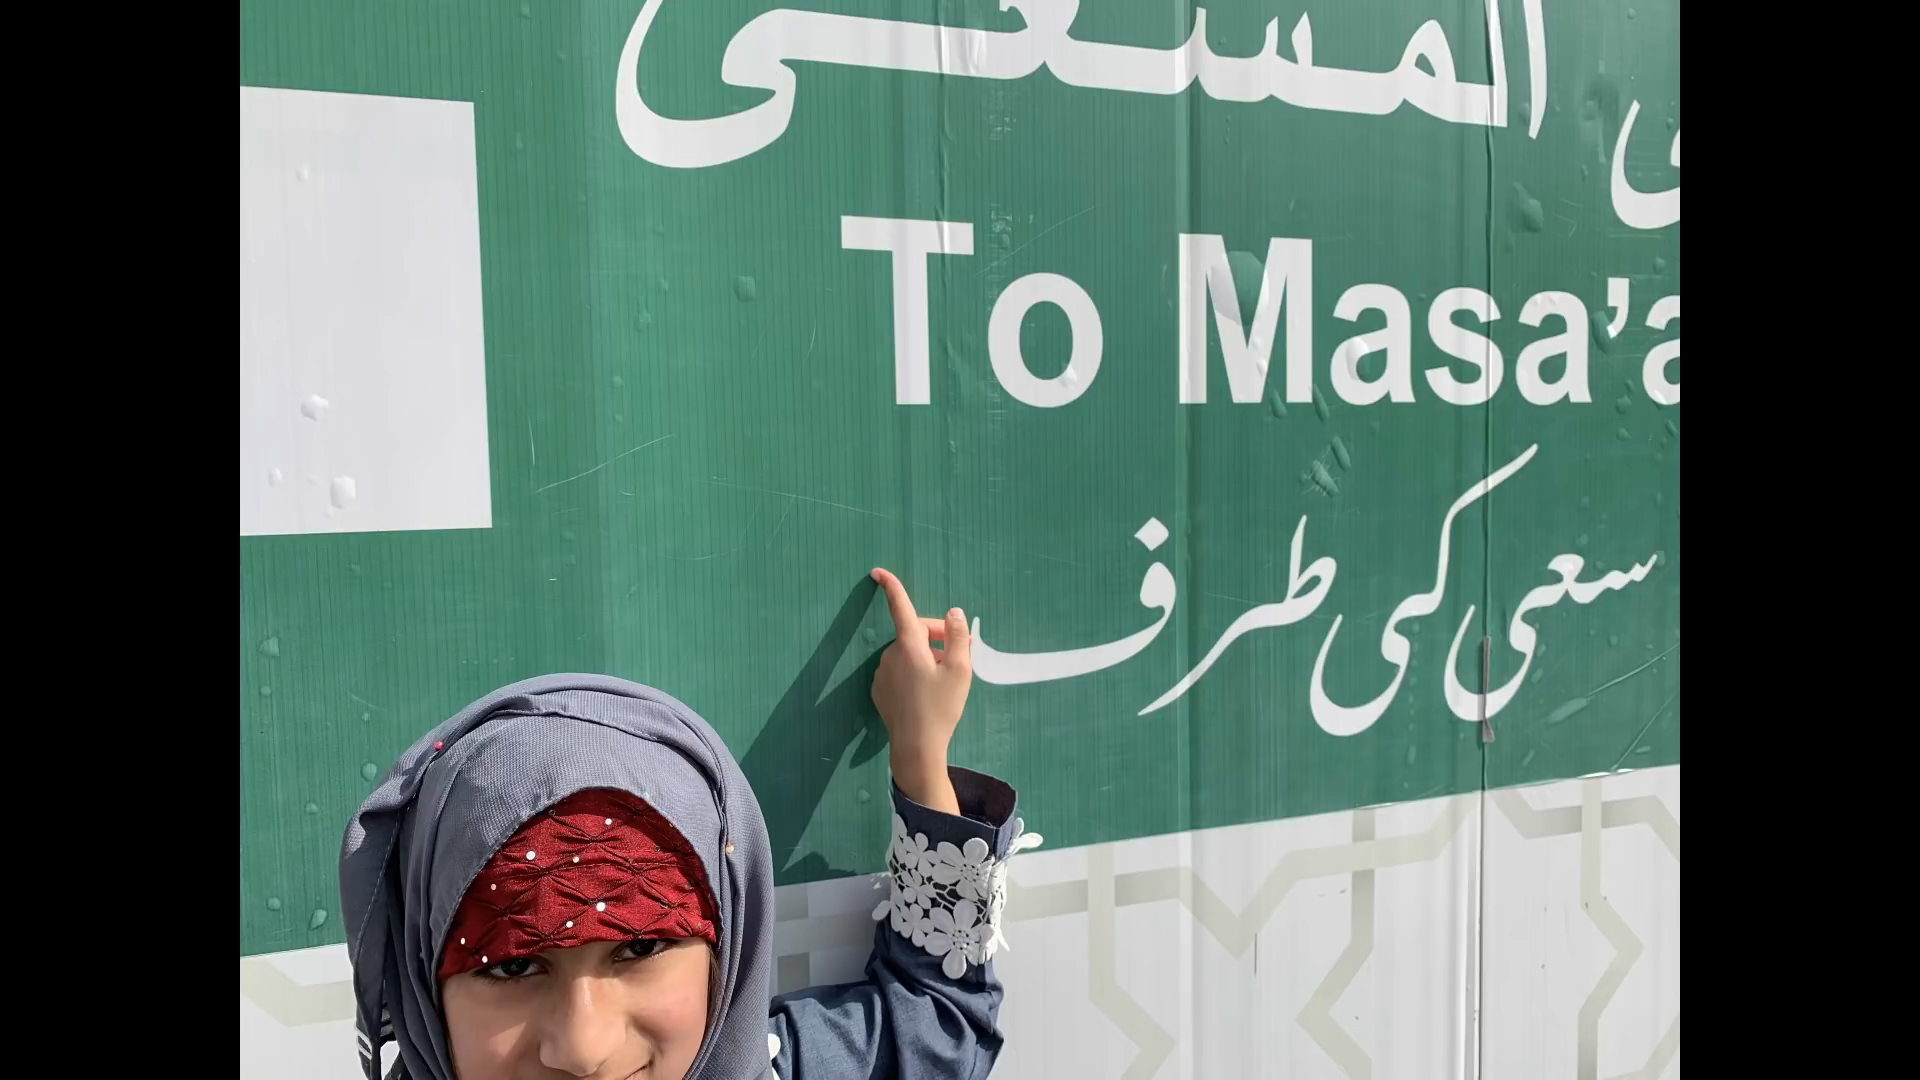 المسعى
To Masa'a
سعی کی طرف